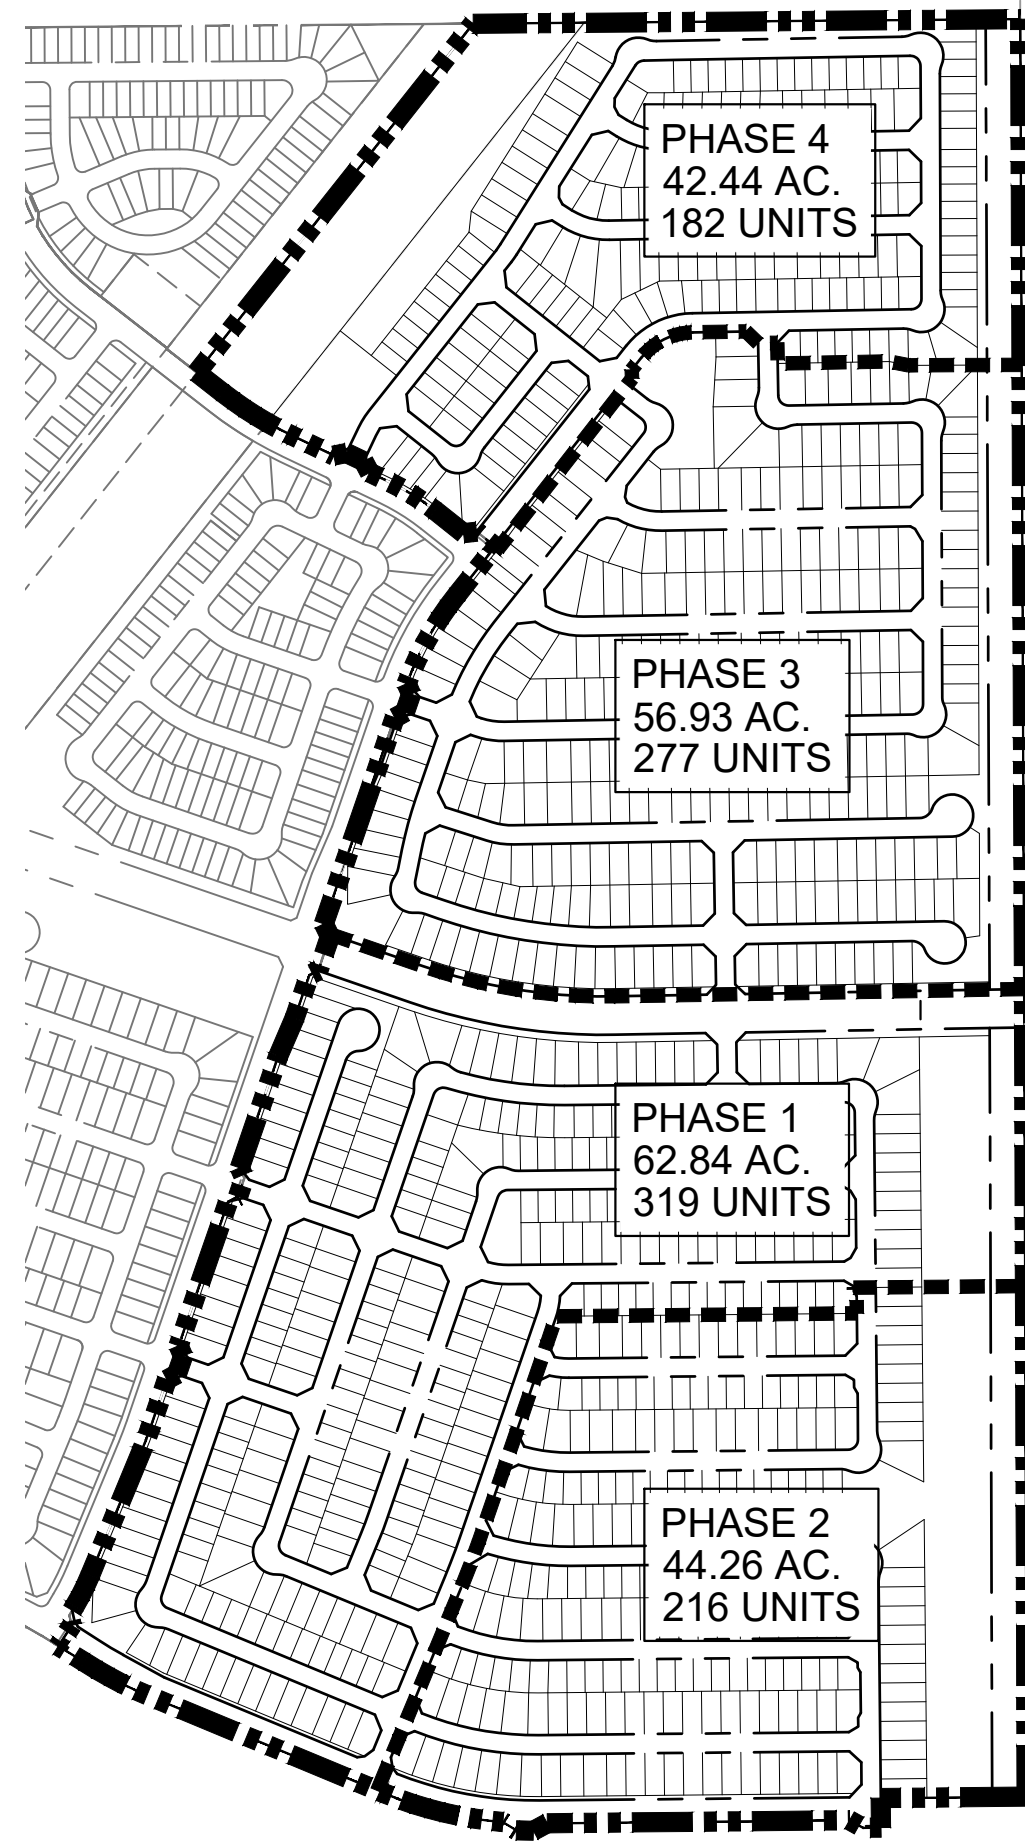 PHASE 4
42.44 AC.
182 UNITS
PHASE 3
56.93 AC.
277 UNITS
PHASE 1
62.84 AC.
319 UNITS
PHASE 2
44.26 AC.
216 UNITS